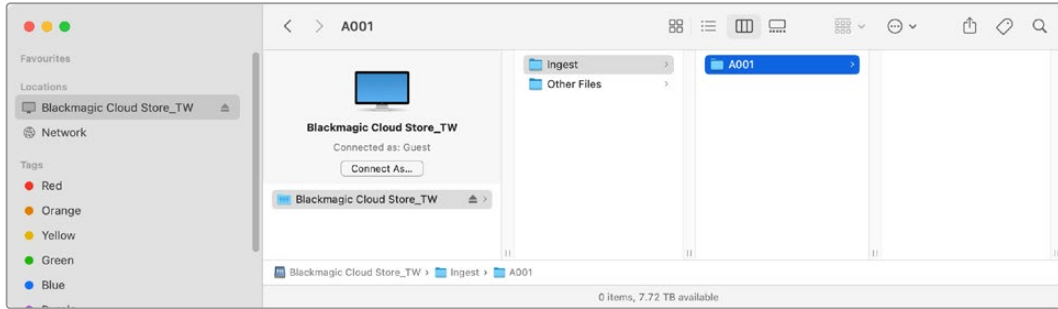 A001
Favourites
Locations
Blackmagic Cloud Store_TW
Network
Tags
Red
Orange
Yellow
Green
Blue
Blackmagic Cloud Store_TW
Connected as: Guest
Connect As...
Blackmagic Cloud Store_TW
Ingest
Other Files
A001
Blackmagic Cloud Store_TW › Ingest › A001
0 items, 7.72 TB available